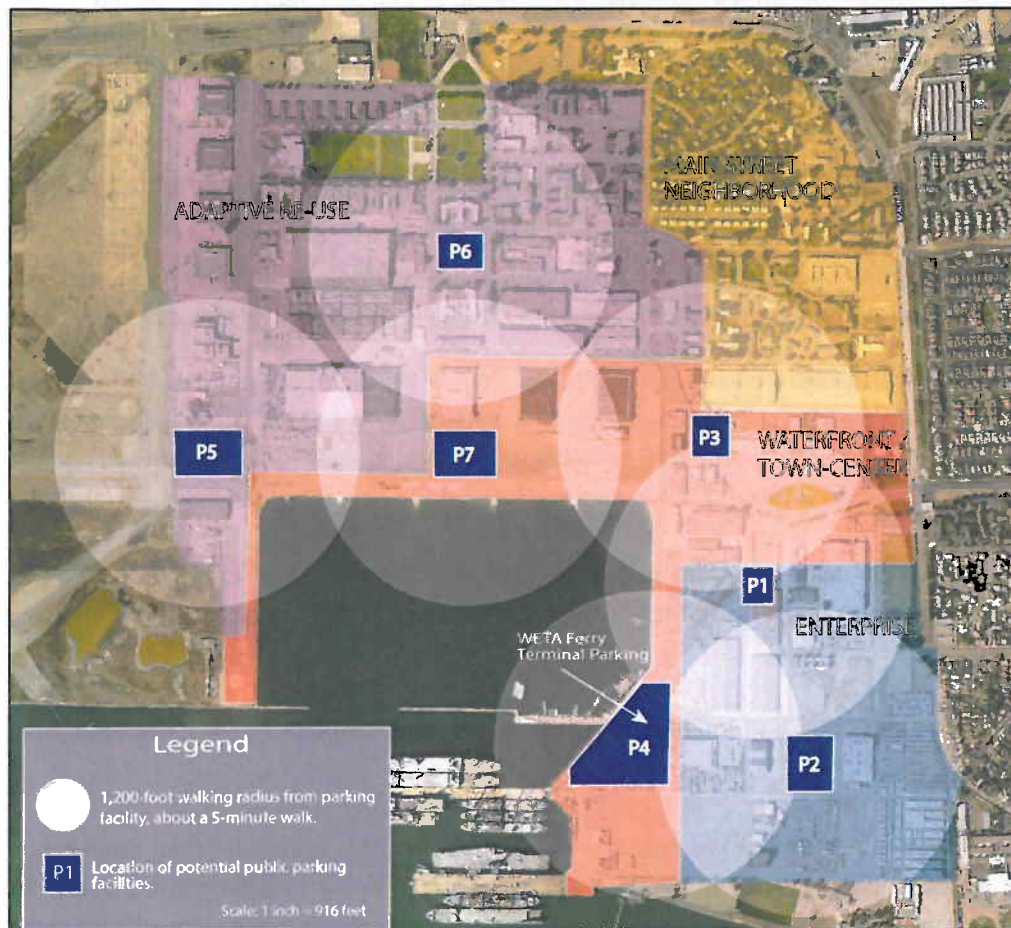 MAIN STREET
NEIGHBORHOOD
ADAPTIVE RE-USE
P6
P3
P5
P7
WATERFRONT /
TOWN-CENTER
P1
ENTERPRISE
WETA Ferry
Terminal Parking
P4
P2
Legend
1,200-foot walking radius from parking
facility, about a 5-minute walk.
P1
Location of potential public parking
facilities.
Scale: 1 inch = 916 feet